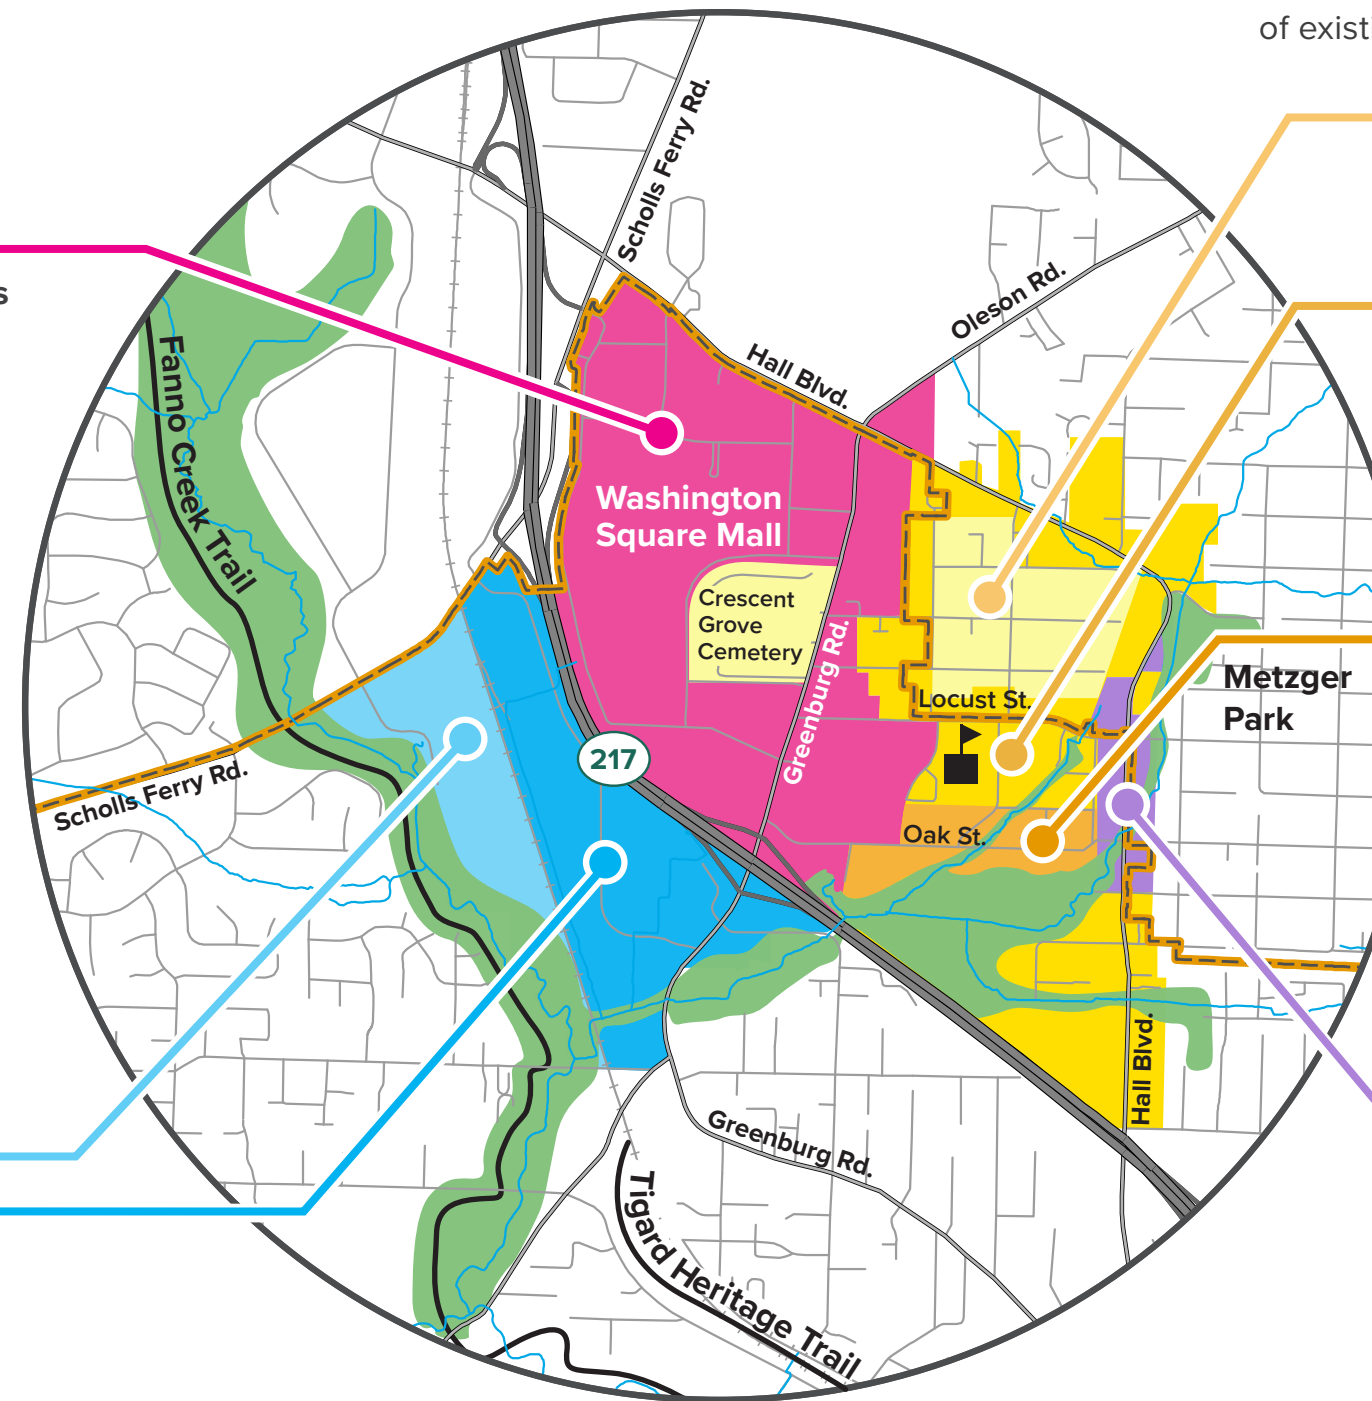 of exist
s
Scholls Ferry Rd.
Oleson Rd.
Hall Blvd.
Fanno Creek Trail
Washington
Square Mall
Crescent
Grove
Cemetery
Greenburg Rd.
Locust St.
Metzger
Park
217
Scholls Ferry Rd.
Oak St.
Hall Blvd.
Greenburg Rd.
Tigard Heritage Trail